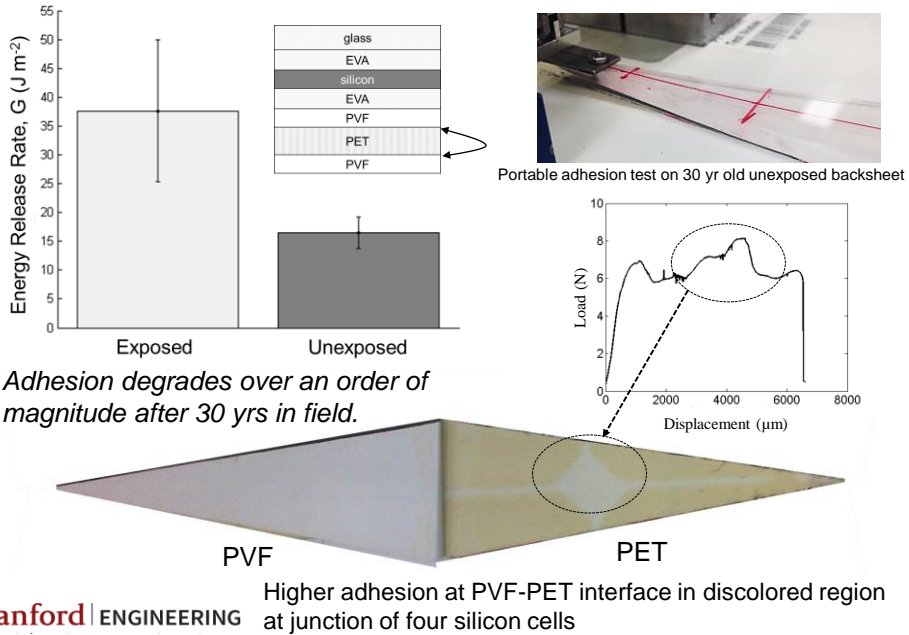 Energy Release Rate, G (J m-2)
55
50
45
40
35
30
25
20
15
10
5
0
Exposed
Unexposed
glass
EVA
silicon
EVA
PVF
PET
PVF
Portable adhesion test on 30 yr old unexposed backsheet
Load (N)
10
8
6
4
2
0
0
2000
4000
6000
8000
Displacement (µm)
Adhesion degrades over an order of
magnitude after 30 yrs in field.
PVF
PET
Higher adhesion at PVF-PET interface in discolored region
at junction of four silicon cells
anford ENGINEERING